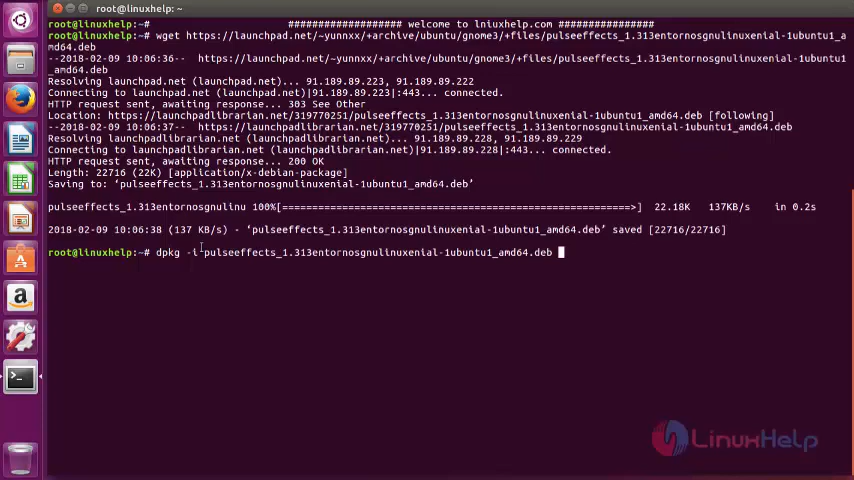 root@linuxhelp: ~
root@linuxhelp:~#                         ################### welcome to lniuxhelp.com ################
root@linuxhelp:~# wget https://launchpad.net/~yunnxx/+archive/ubuntu/gnome3/+files/pulseeffects_1.313entornosgnulinuxenial-1ubuntu1_a
md64.deb
--2018-02-09 10:06:36--  https://launchpad.net/~yunnxx/+archive/ubuntu/gnome3/+files/pulseeffects_1.313entornosgnulinuxenial-1ubuntu1
_amd64.deb
Resolving launchpad.net (launchpad.net)... 91.189.89.223, 91.189.89.222
Connecting to launchpad.net (launchpad.net)|91.189.89.223|:443... connected.
HTTP request sent, awaiting response... 303 See Other
Location: https://launchpadlibrarian.net/319770251/pulseeffects_1.313entornosgnulinuxenial-1ubuntu1_amd64.deb [following]
--2018-02-09 10:06:37--  https://launchpadlibrarian.net/319770251/pulseeffects_1.313entornosgnulinuxenial-1ubuntu1_amd64.deb
Resolving launchpadlibrarian.net (launchpadlibrarian.net)... 91.189.89.228, 91.189.89.229
Connecting to launchpadlibrarian.net (launchpadlibrarian.net)|91.189.89.228|:443... connected.
HTTP request sent, awaiting response... 200 OK
Length: 22716 (22K) [application/x-debian-package]
Saving to: ‘pulseeffects_1.313entornosgnulinuxenial-1ubuntu1_amd64.deb’
pulseeffects_1.313entornosgnulinu 100%[==========================================================>]  22.18K   137KB/s    in 0.2s
2018-02-09 10:06:38 (137 KB/s) - ‘pulseeffects_1.313entornosgnulinuxenial-1ubuntu1_amd64.deb’ saved [22716/22716]
root@linuxhelp:~# dpkg -i pulseeffects_1.313entornosgnulinuxenial-1ubuntu1_amd64.deb
LinuxHelp